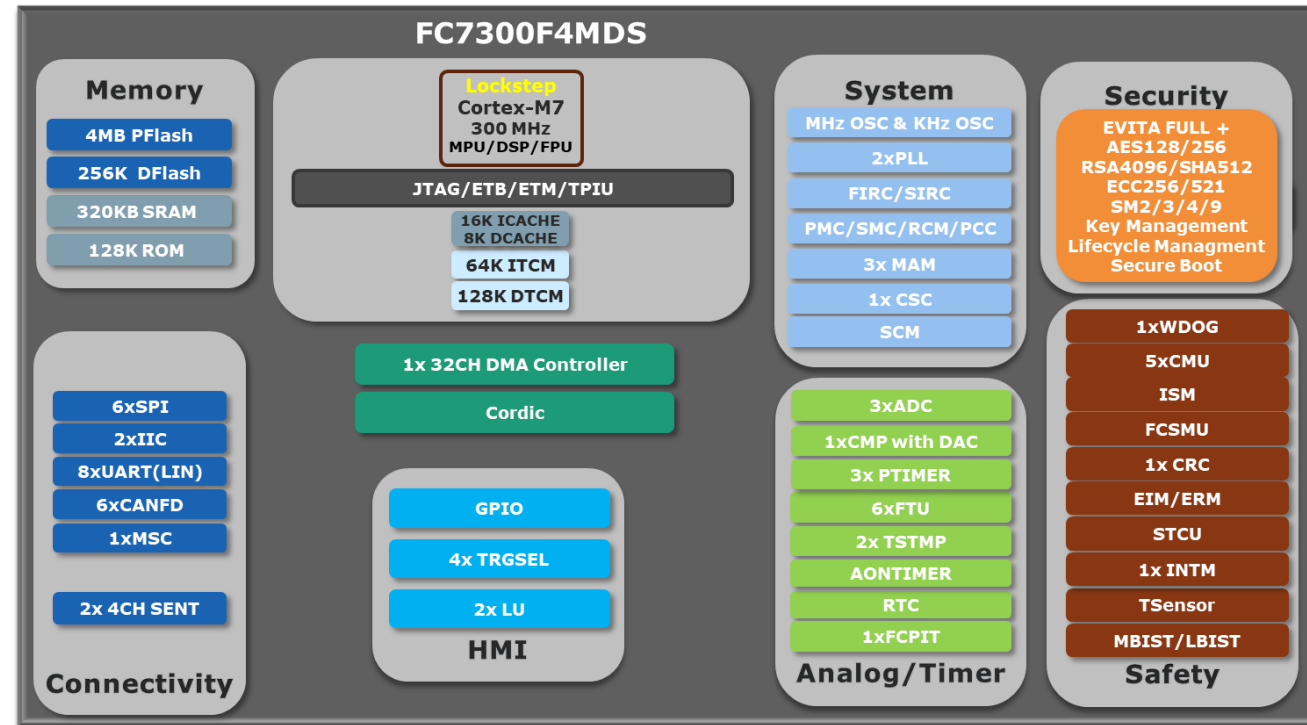 FC7300F4MDS
Memory
4MB PFlash
256K DFlash
320KB SRAM
128K ROM
Lockstep
Cortex-M7
300 MHz
MPU/DSP/FPU
JTAG/ETB/ETM/TPIU
16K ICACHE
8K DCACHE
64K ITCM
128K DTCM
System
MHz OSC & KHz OSC
2xPLL
FIRC/SIRC
PMC/SMC/RCM/PCC
3x MAM
1x CSC
SCM
Security
EVITA FULL +
AES128/256
RSA4096/SHA512
ECC256/521
SM2/3/4/9
Key Management
Lifecycle Managment
Secure Boot
6xSPI
2xIIC
8xUART(LIN)
6xCANFD
1xMSC
2x 4CH SENT
Connectivity
1x 32CH DMA Controller
Cordic
GPIO
4x TRGSEL
2x LU
HMI
3xADC
1xCMP with DAC
3x PTIMER
6xFTU
2x TSTMP
AONTIMER
RTC
1xFCPIT
Analog/Timer
1xWDOG
5xCMU
ISM
FCSMU
1x CRC
EIM/ERM
STCU
1x INTM
TSensor
MBIST/LBIST
Safety